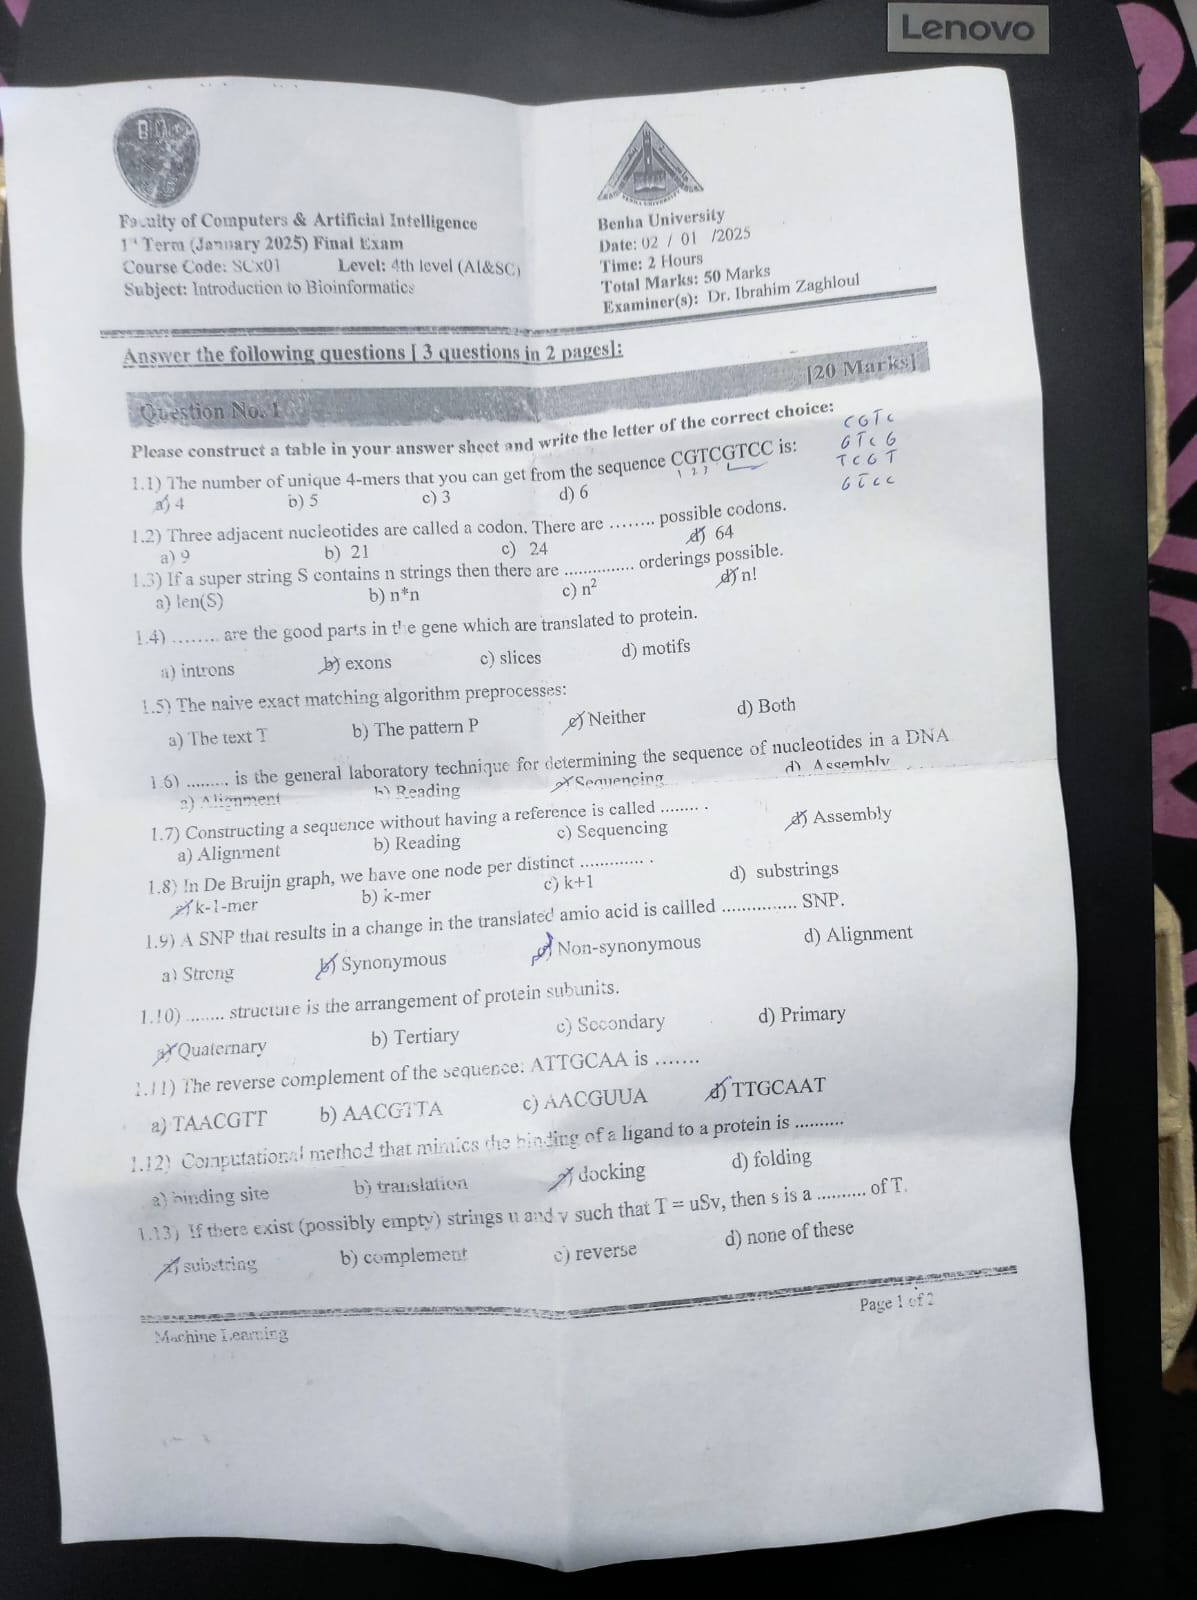 Lenovo
Faculty of Computers & Artificial Intelligence
1st Term (January 2025) Final Exam
Course Code: SCx01 Level: 4th level (AI&SC)
Subject: Introduction to Bioinformatics
Benha University
Date: 02 / 01 /2025
Time: 2 Hours
Total Marks: 50 Marks
Examiner(s): Dr. Ibrahim Zaghloul
Answer the following questions [ 3 questions in 2 pages]:
Question No. 1 [20 Marks]
Please construct a table in your answer sheet and write the letter of the correct choice:
CGTC
GTCG
TCGT
GTCC
1.1) The number of unique 4-mers that you can get from the sequence CGTCGTCC is:
1 2 3
a) 4 b) 5 c) 3 d) 6
1.2) Three adjacent nucleotides are called a codon. There are ........ possible codons.
a) 9 b) 21 c) 24 d) 64
1.3) If a super string S contains n strings then there are .............. orderings possible.
a) len(S) b) n*n c) n² d) n!
1.4) ........ are the good parts in the gene which are translated to protein.
a) introns b) exons c) slices d) motifs
1.5) The naive exact matching algorithm preprocesses:
a) The text T b) The pattern P c) Neither d) Both
1.6) ......... is the general laboratory technique for determining the sequence of nucleotides in a DNA
a) Alignment b) Reading c) Sequencing d) Assembly
1.7) Constructing a sequence without having a reference is called ........ .
a) Alignment b) Reading c) Sequencing d) Assembly
1.8) In De Bruijn graph, we have one node per distinct ............. .
a) k-1-mer b) k-mer c) k+1 d) substrings
1.9) A SNP that results in a change in the translated amio acid is callled ............... SNP.
a) Strong b) Synonymous c) Non-synonymous d) Alignment
1.10) ........ structure is the arrangement of protein subunits.
a) Quaternary b) Tertiary c) Secondary d) Primary
1.11) The reverse complement of the sequence: ATTGCAA is .......
a) TAACGTT b) AACGTTA c) AACGUUA d) TTGCAAT
1.12) Computational method that mimics the binding of a ligand to a protein is ..........
a) binding site b) translation c) docking d) folding
1.13) If there exist (possibly empty) strings u and v such that T = uSv, then s is a .......... of T.
a) substring b) complement c) reverse d) none of these
Machine Learning Page 1 of 2